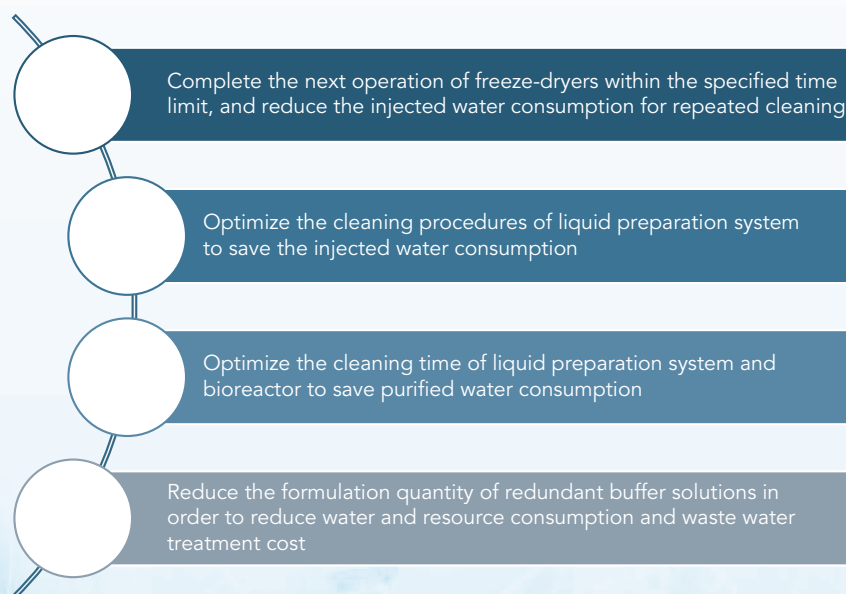 Complete the next operation of freeze-dryers within the specified time
limit, and reduce the injected water consumption for repeated cleaning
Optimize the cleaning procedures of liquid preparation system
to save the injected water consumption
Optimize the cleaning time of liquid preparation system and
bioreactor to save purified water consumption
Reduce the formulation quantity of redundant buffer solutions in
order to reduce water and resource consumption and waste water
treatment cost